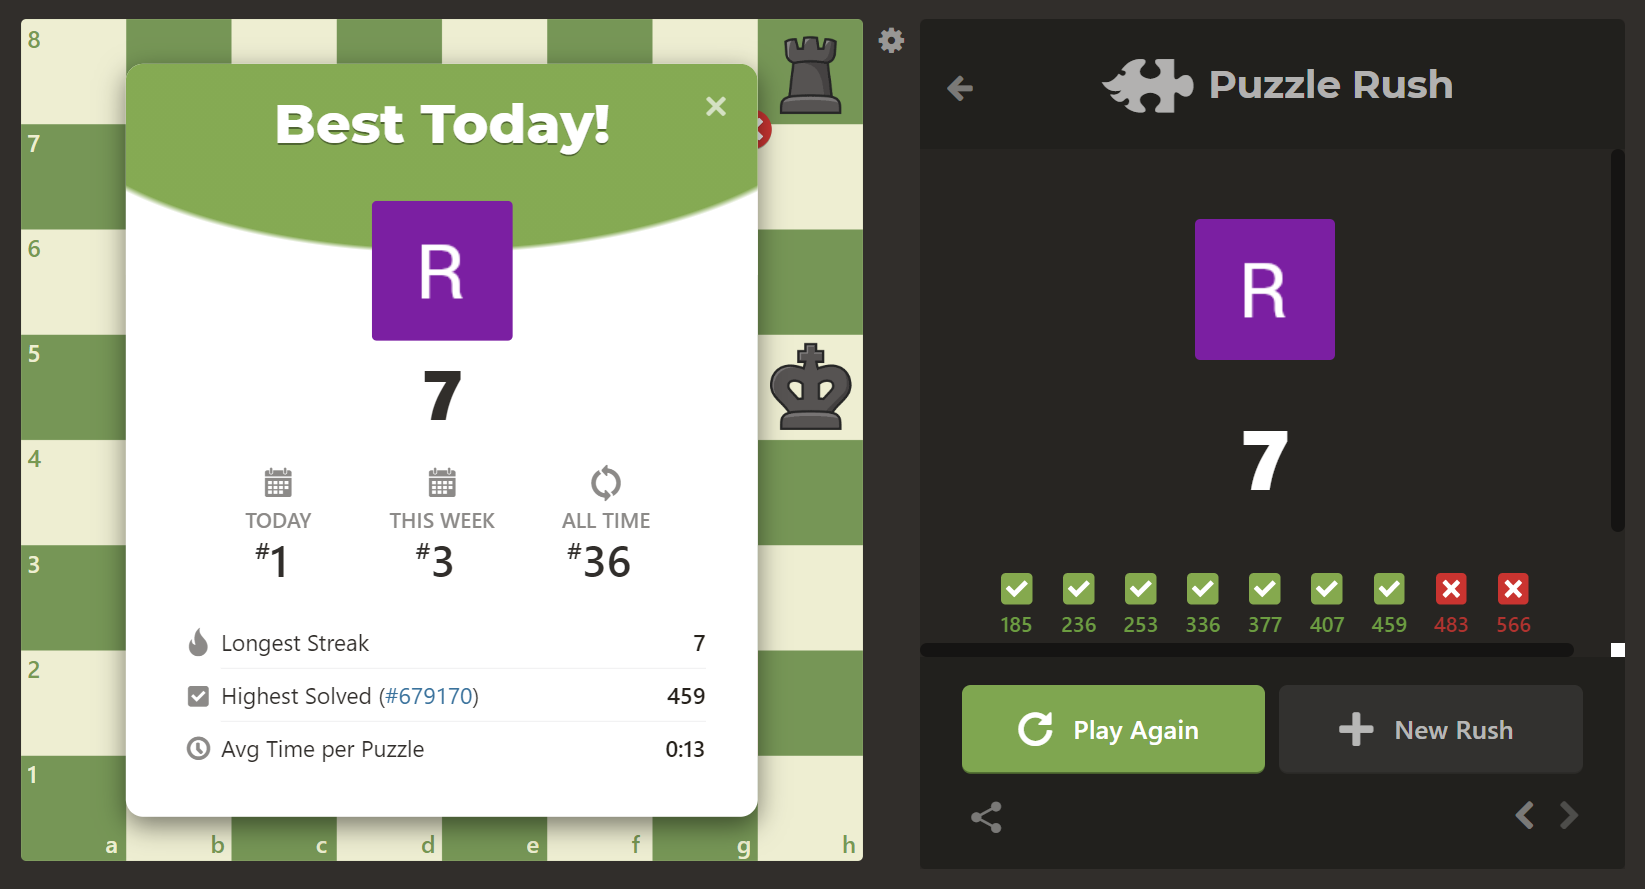 8
7
6
5
4
3
2
1
a b c d e f g h
Best Today!
R
7
TODAY
#1
THIS WEEK
#3
ALL TIME
#36
Longest Streak 7
Highest Solved (#679170) 459
Avg Time per Puzzle 0:13
Puzzle Rush
R
7
185 236 253 336 377 407 459 483 566
Play Again
New Rush